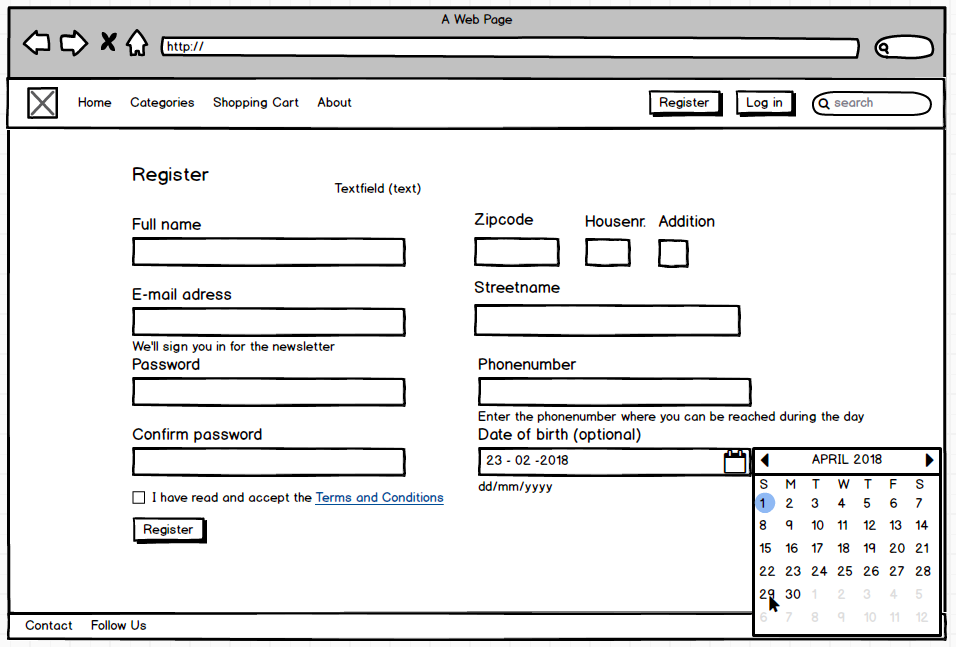 A Web Page
http://
Home Categories Shopping Cart About Register Log in search
Register
Textfield (text)
Full name
Zipcode Housenr. Addition
E-mail adress
Streetname
We'll sign you in for the newsletter
Password
Phonenumber
Enter the phonenumber where you can be reached during the day
Confirm password
Date of birth (optional)
23 - 02 -2018
dd/mm/yyyy
I have read and accept the Terms and Conditions
Register
APRIL 2018
S M T W T F S
1 2 3 4 5 6 7
8 9 10 11 12 13 14
15 16 17 18 19 20 21
22 23 24 25 26 27 28
29 30 1 2 3 4 5
6 7 8 9 10 11 12
Contact Follow Us